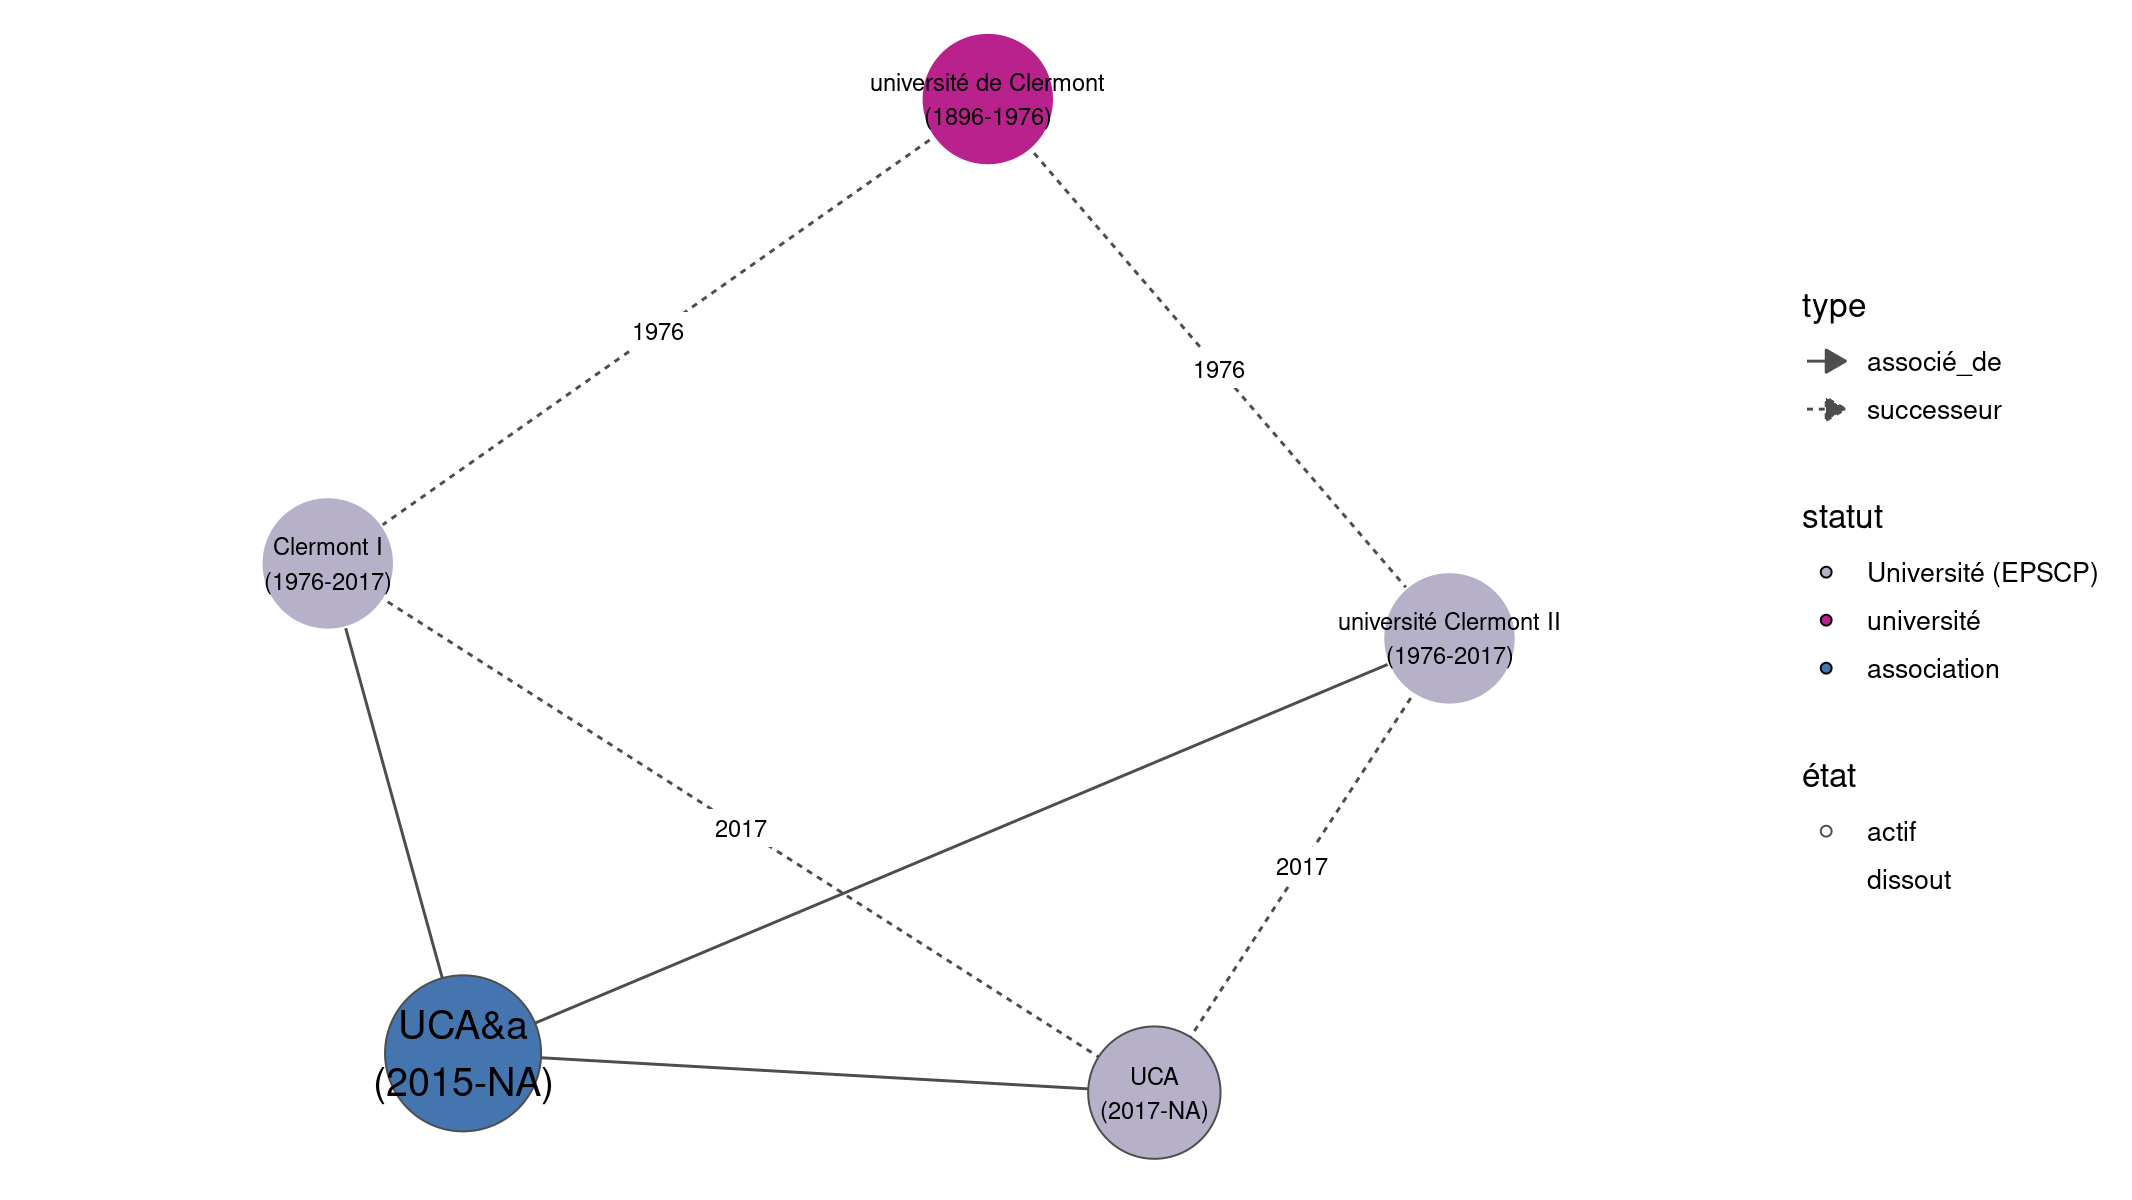 université de Clermont
(1896-1976)
1976
1976
Clermont I
(1976-2017)
université Clermont II
(1976-2017)
2017
2017
UCA&a
(2015-NA)
UCA
(2017-NA)
type
associé_de
successeur
statut
Université (EPSCP)
université
association
état
actif
dissout